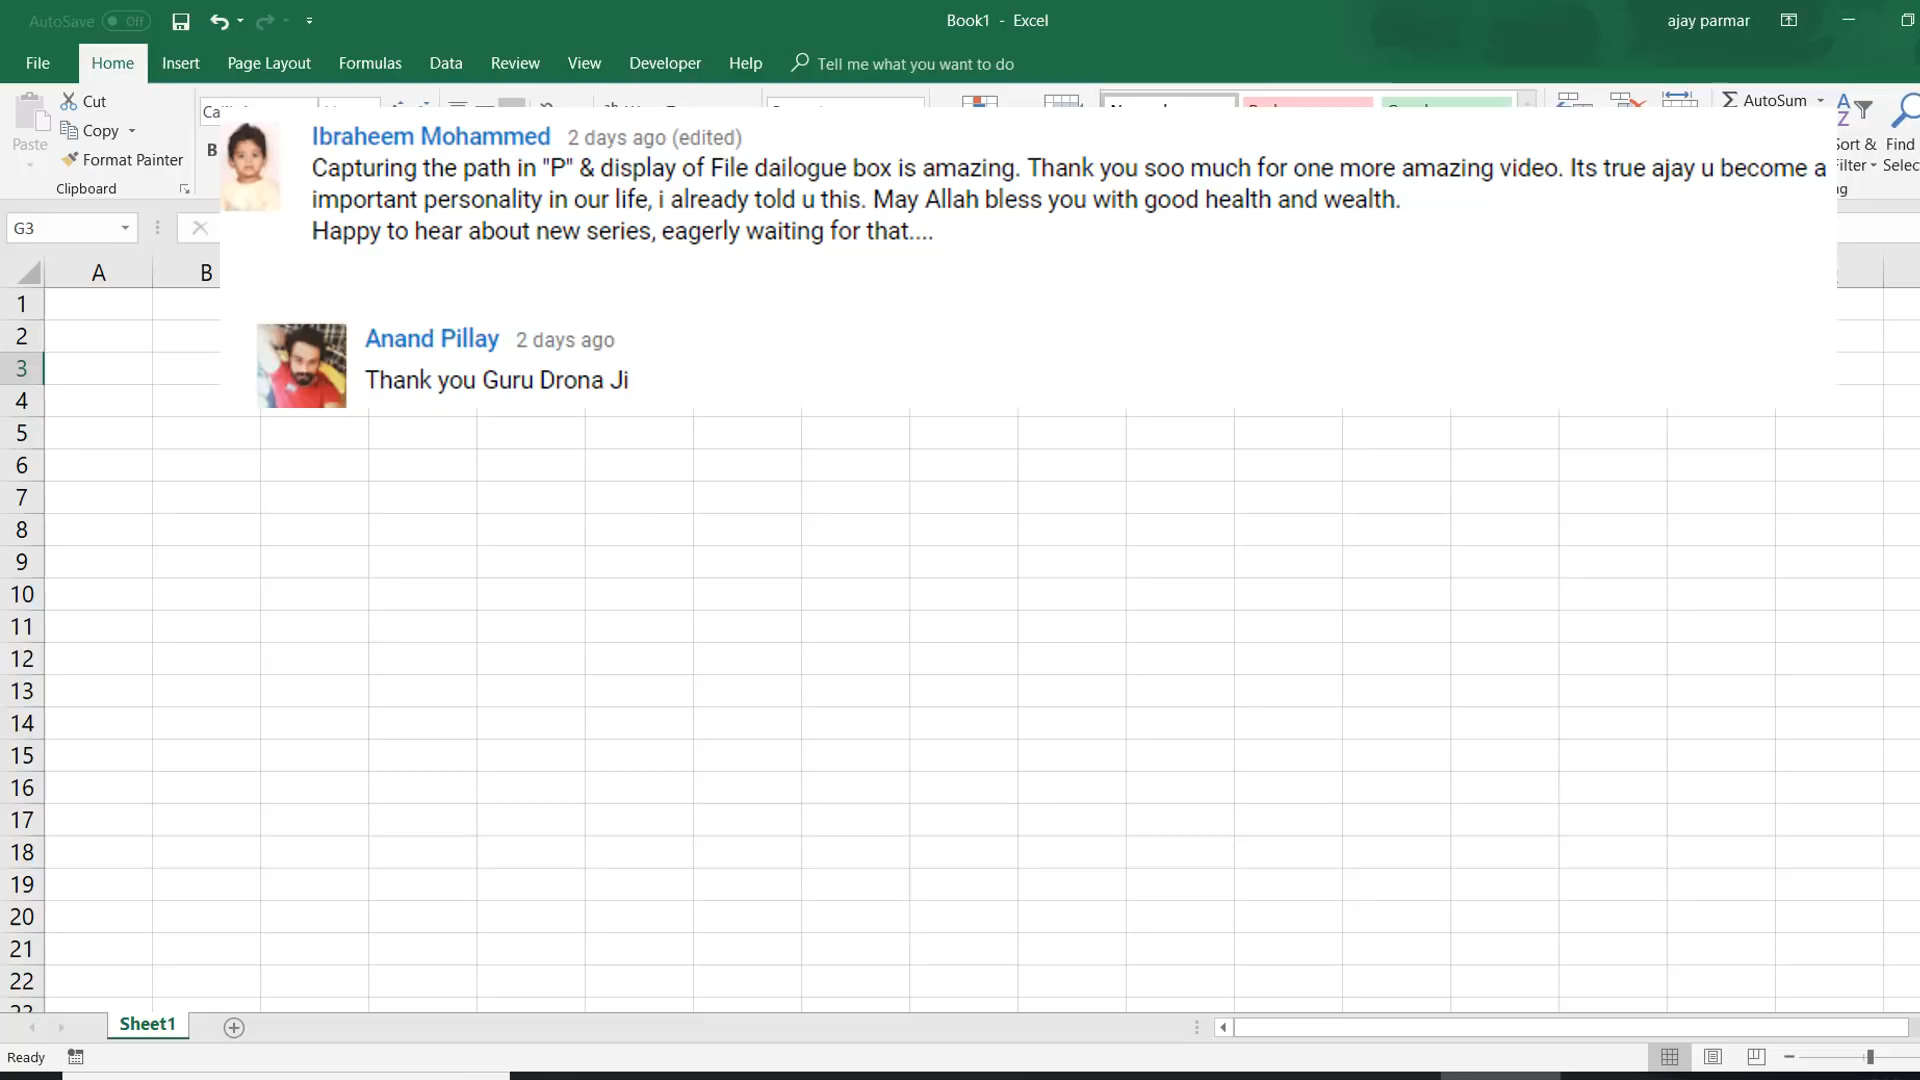 AutoSave Off
Book1 - Excel
ajay parmar
File Home Insert Page Layout Formulas Data Review View Developer Help Tell me what you want to do
Paste
Cut
Copy
Format Painter
Clipboard
B
AutoSum
Find
G3
Ibraheem Mohammed 2 days ago (edited)
Capturing the path in "P" & display of File dailogue box is amazing. Thank you soo much for one more amazing video. Its true ajay u become a
important personality in our life, i already told u this. May Allah bless you with good health and wealth.
Happy to hear about new series, eagerly waiting for that....
A B
Anand Pillay 2 days ago
Thank you Guru Drona Ji
1
2
3
4
5
6
7
8
9
10
11
12
13
14
15
16
17
18
19
20
21
22
Sheet1
Ready